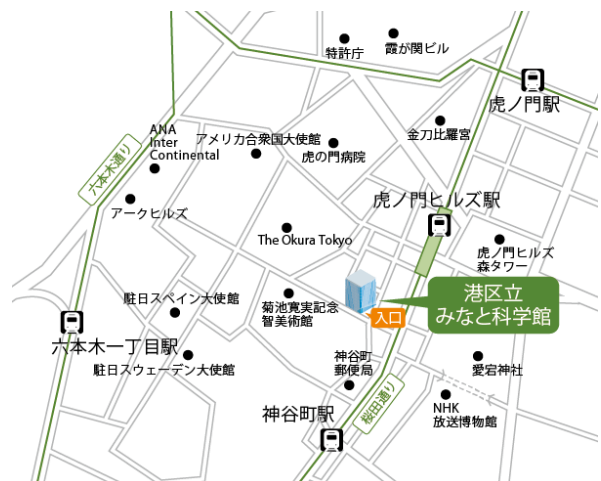 特許庁
霞が関ビル
虎ノ門駅
ANA
Inter
Continental
アメリカ合衆国大使館
虎の門病院
金刀比羅宮
六本木通り
アークヒルズ
虎ノ門ヒルズ駅
The Okura Tokyo
虎ノ門ヒルズ
森タワー
港区立
みなと科学館
入口
駐日スペイン大使館
菊池寛実記念
智美術館
六本木一丁目駅
駐日スウェーデン大使館
神谷町
郵便局
愛宕神社
桜田通り
NHK
放送博物館
神谷町駅